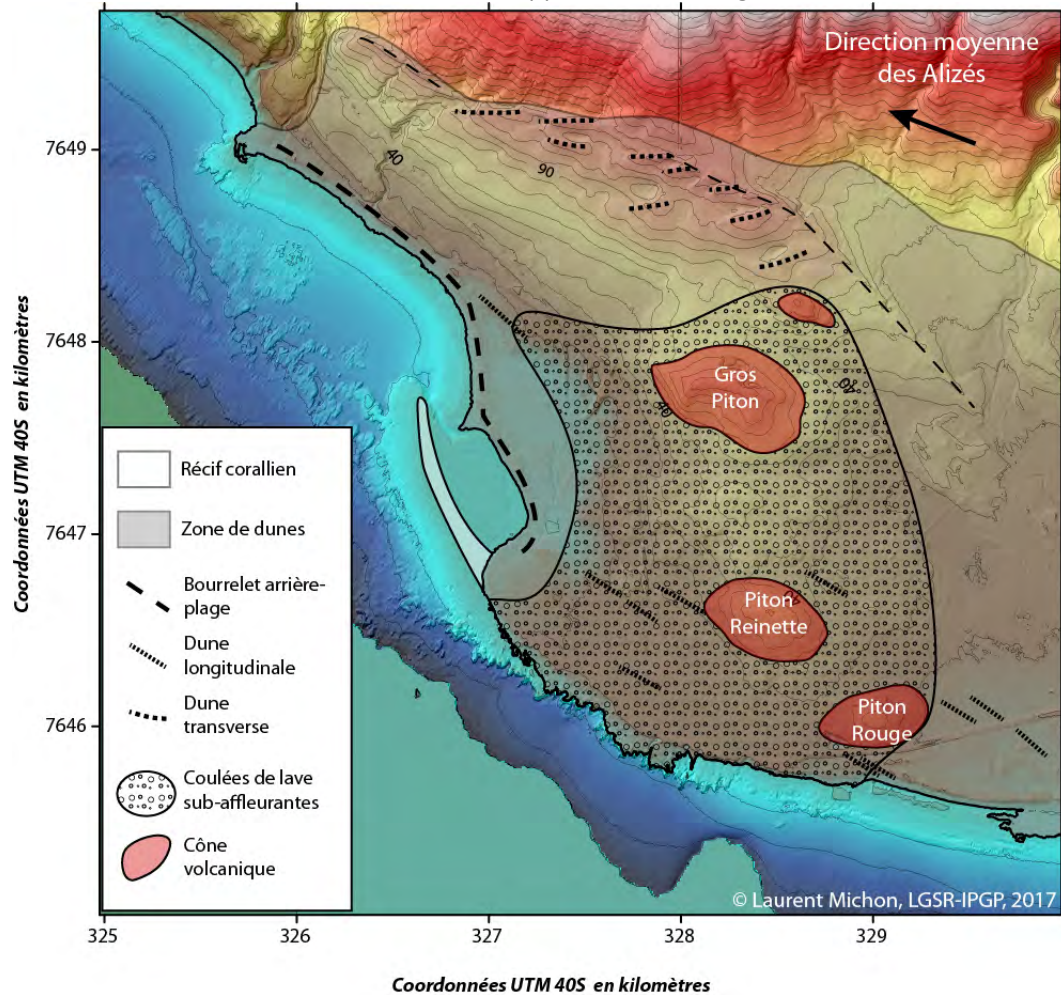 Direction moyenne
des Alizés
7649
7648
7647
7646
Coordonnées UTM 40S en kilomètres
40
90
Gros
Piton
40
Piton
Reinette
Piton
Rouge
Récif corallien
Zone de dunes
Bourrelet arrière-
plage
Dune
longitudinale
Dune
transverse
Coulées de lave
sub-affleurantes
Cône
volcanique
© Laurent Michon, LGSR-IPGP, 2017
325
326
327
328
329
Coordonnées UTM 40S en kilomètres